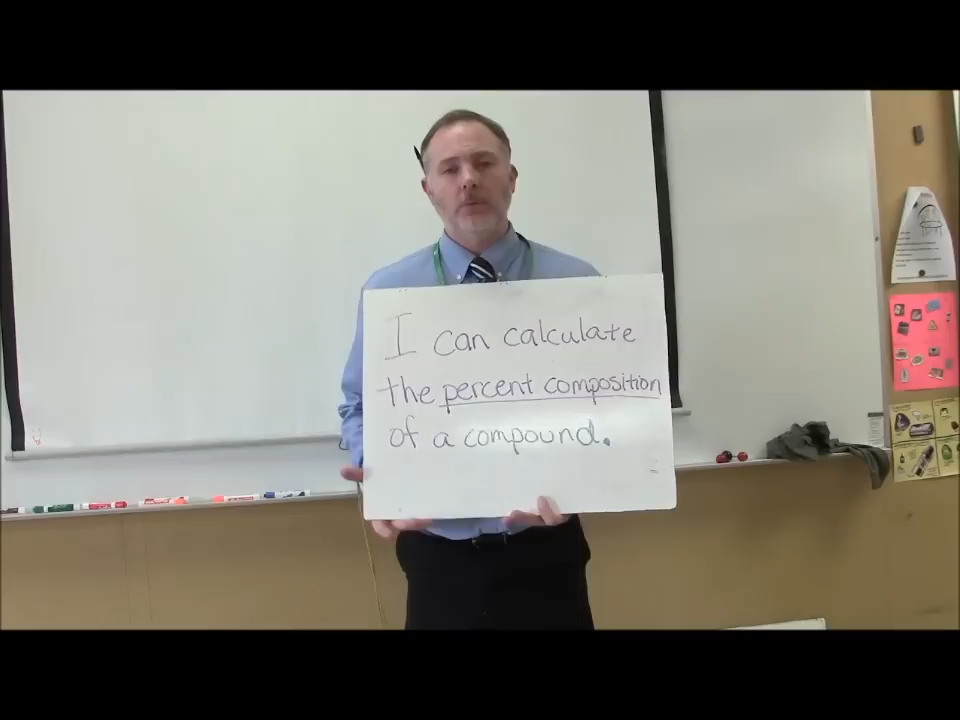 I can calculate
the percent composition
of a compound.